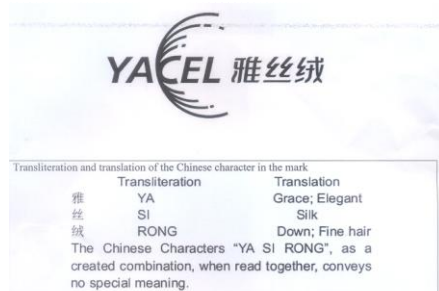 YACEL 雅丝绒
Transliteration and translation of the Chinese character in the mark
Transliteration Translation
雅 YA Grace; Elegant
丝 SI Silk
绒 RONG Down; Fine hair
The Chinese Characters "YA SI RONG", as a
created combination, when read together, conveys
no special meaning.